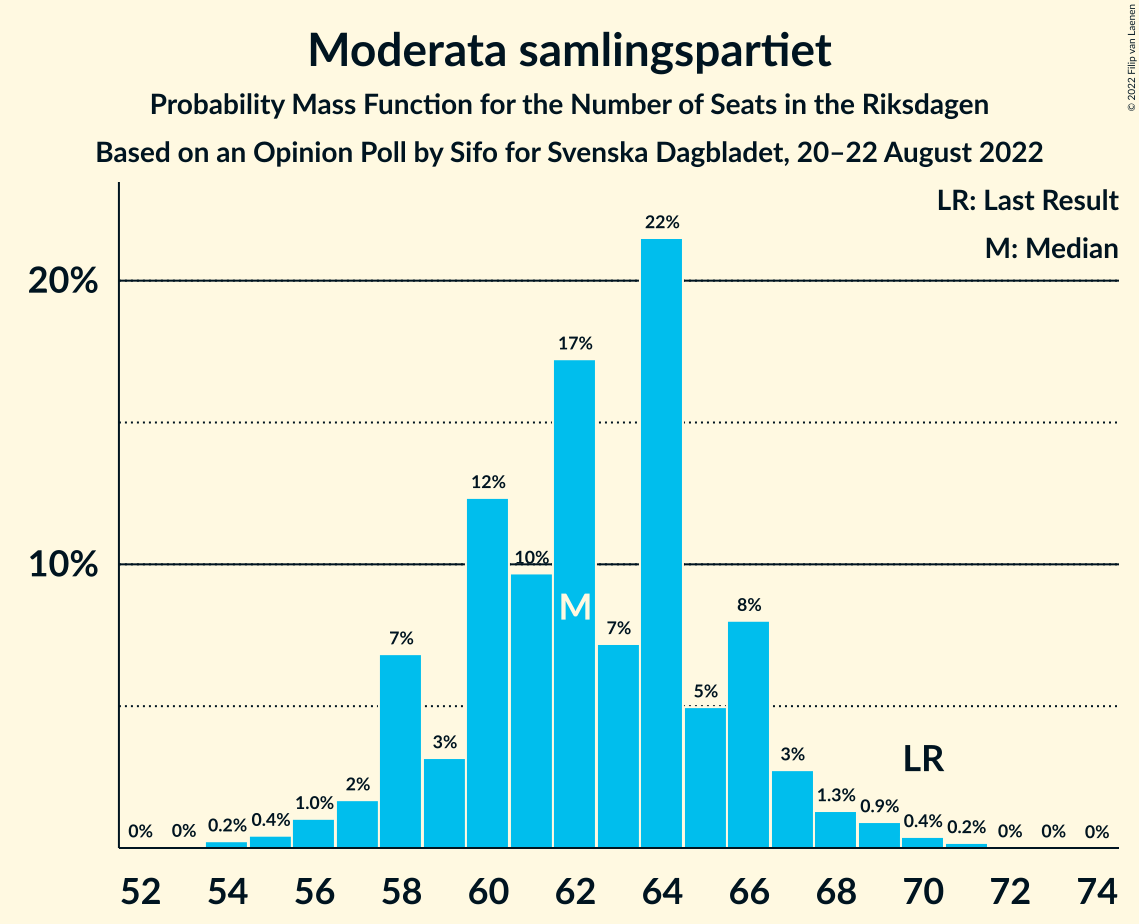 Moderata samlingspartiet
Probability Mass Function for the Number of Seats in the Riksdagen
Based on an Opinion Poll by Sifo for Svenska Dagbladet, 20–22 August 2022
© 2022 Filip van Laenen
LR: Last Result
M: Median
20%
10%
0%
0%
0.2%
0.4%
1.0%
2%
7%
3%
12%
10%
17%
M
7%
22%
5%
8%
3%
1.3%
0.9%
LR
0.4%
0.2%
0%
0%
0%
52 54 56 58 60 62 64 66 68 70 72 74